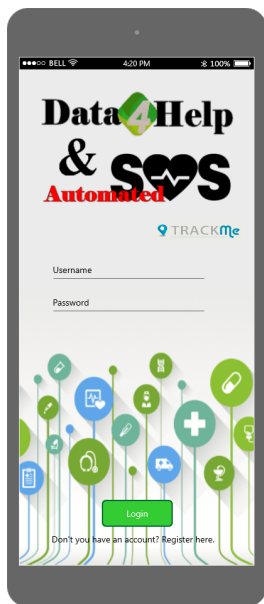 BELL 4:20 PM 100%
Data4Help
& SOS
Automated
TRACKMe
Username
Password
Login
Don't you have an account? Register here.